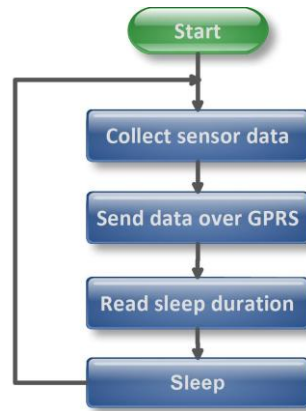 Start
Collect sensor data
Send data over GPRS
Read sleep duration
Sleep